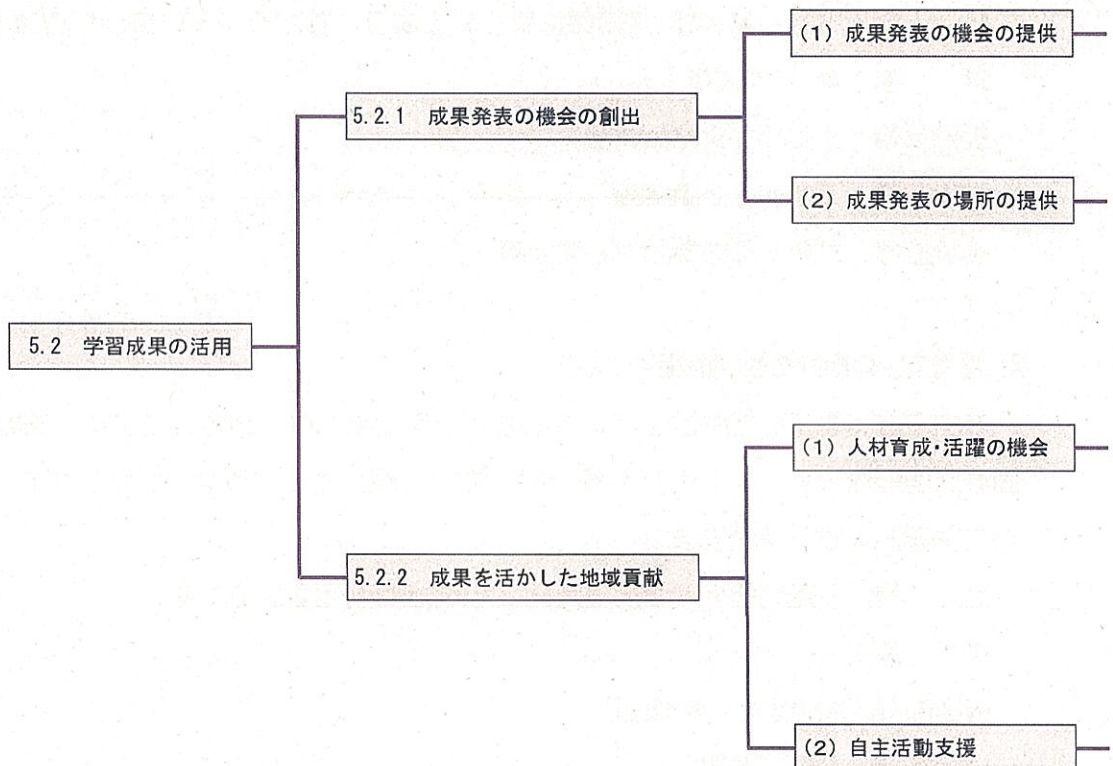 5.2 学習成果の活用
5.2.1 成果発表の機会の創出
(1) 成果発表の機会の提供
(2) 成果発表の場所の提供
5.2.2 成果を活かした地域貢献
(1) 人材育成・活躍の機会
(2) 自主活動支援